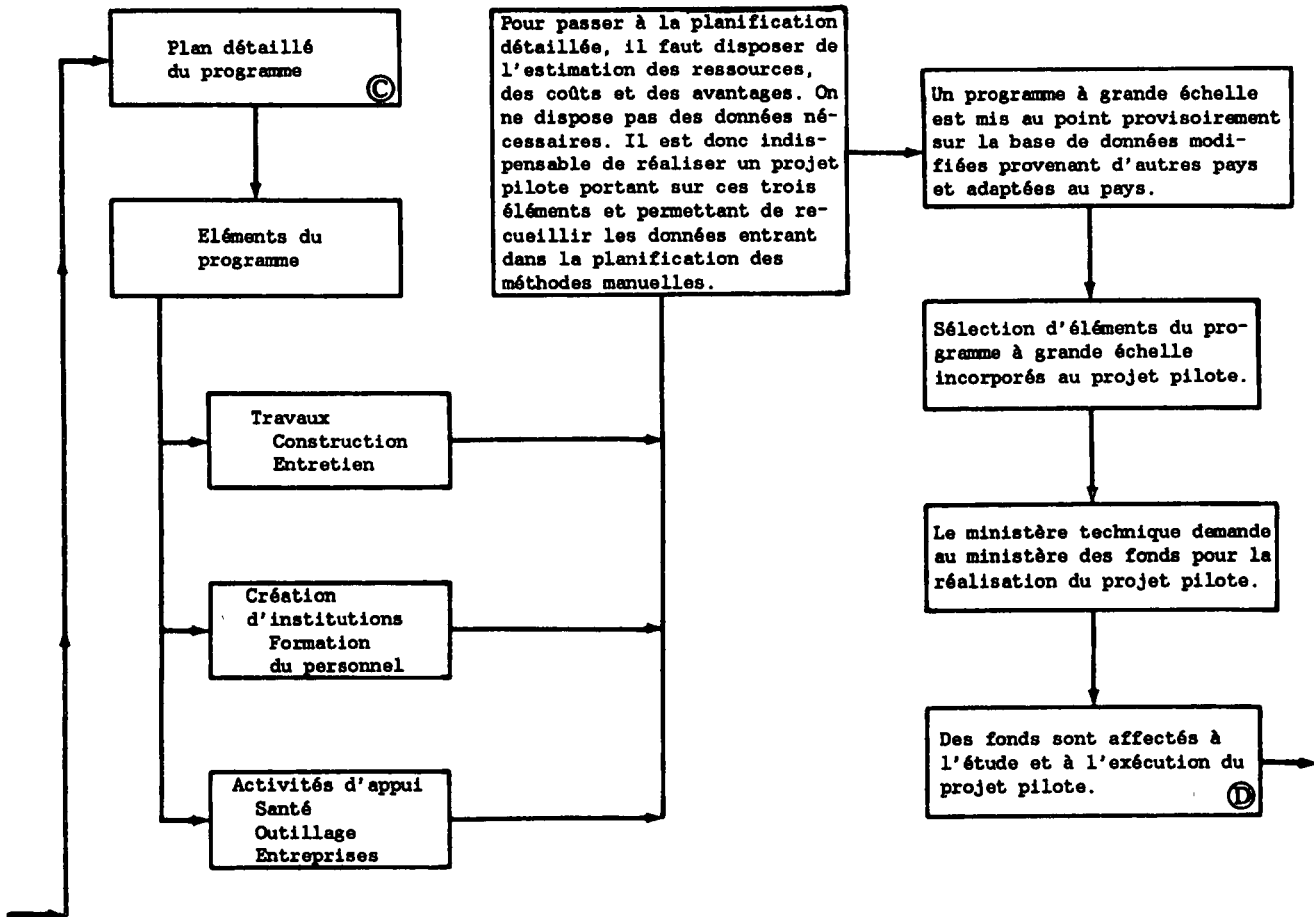 Plan détaillé
du programme
©
Eléments du
programme
Travaux
Construction
Entretien
Création
d'institutions
Formation
du personnel
Activités d'appui
Santé
Outillage
Entreprises
Pour passer à la planification
détaillée, il faut disposer de
l'estimation des ressources,
des coûts et des avantages. On
ne dispose pas des données né-
cessaires. Il est donc indis-
pensable de réaliser un projet
pilote portant sur ces trois
éléments et permettant de re-
cueillir les données entrant
dans la planification des
méthodes manuelles.
Un programme à grande échelle
est mis au point provisoirement
sur la base de données modi-
fiées provenant d'autres pays
et adaptées au pays.
Sélection d'éléments du pro-
gramme à grande échelle
incorporés au projet pilote.
Le ministère technique demande
au ministère des fonds pour la
réalisation du projet pilote.
Des fonds sont affectés à
l'étude et à l'exécution du
projet pilote.
Ⓓ